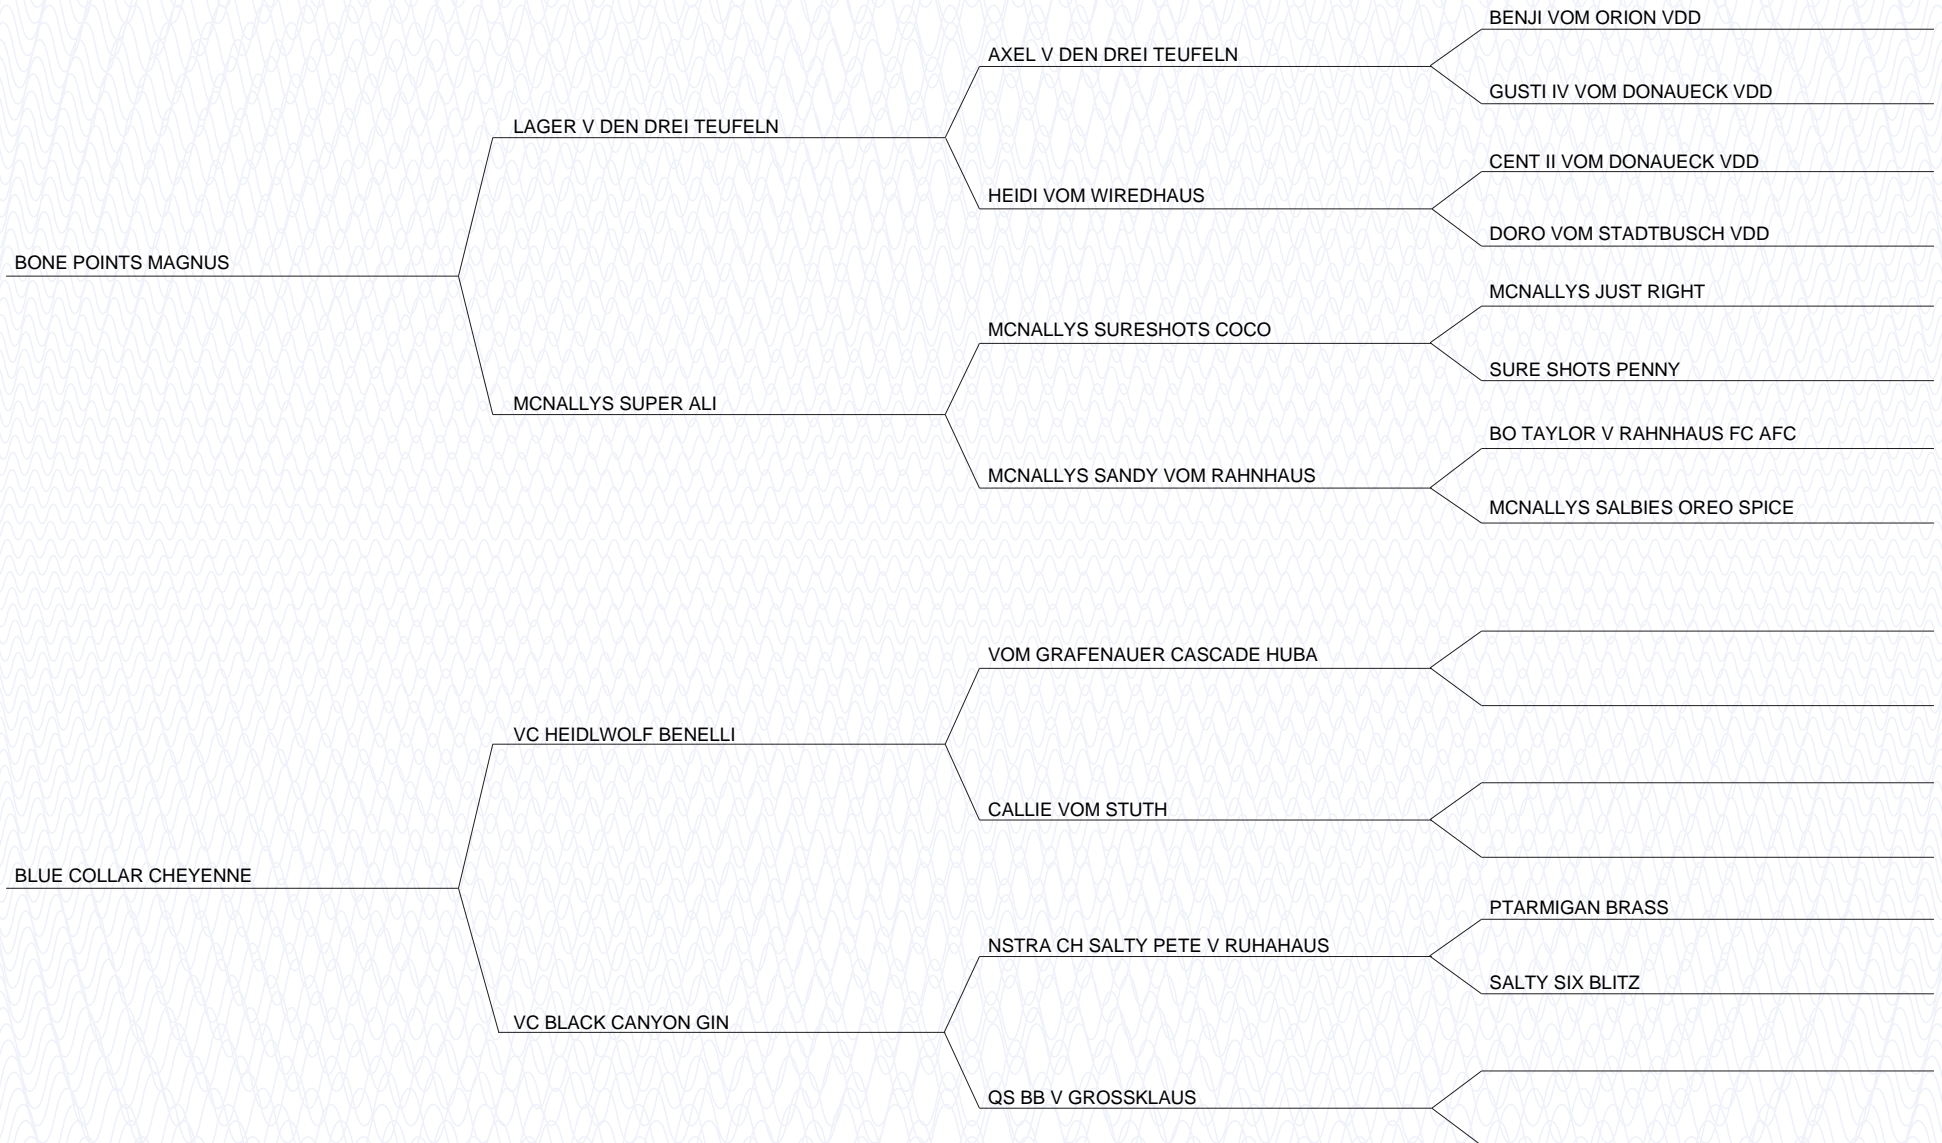 BENJI VOM ORION VDD
AXEL V DEN DREI TEUFELN
GUSTI IV VOM DONAUECK VDD
LAGER V DEN DREI TEUFELN
CENT II VOM DONAUECK VDD
HEIDI VOM WIREDHAUS
DORO VOM STADTBUSCH VDD
BONE POINTS MAGNUS
MCNALLYS JUST RIGHT
MCNALLYS SURESHOTS COCO
SURE SHOTS PENNY
MCNALLYS SUPER ALI
BO TAYLOR V RAHNHAUS FC AFC
MCNALLYS SANDY VOM RAHNHAUS
MCNALLYS SALBIES OREO SPICE
VOM GRAFENAUER CASCADE HUBA
VC HEIDLWOLF BENELLI
CALLIE VOM STUTH
BLUE COLLAR CHEYENNE
PTARMIGAN BRASS
NSTRA CH SALTY PETE V RUHAHAUS
SALTY SIX BLITZ
VC BLACK CANYON GIN
QS BB V GROSSKLAUS